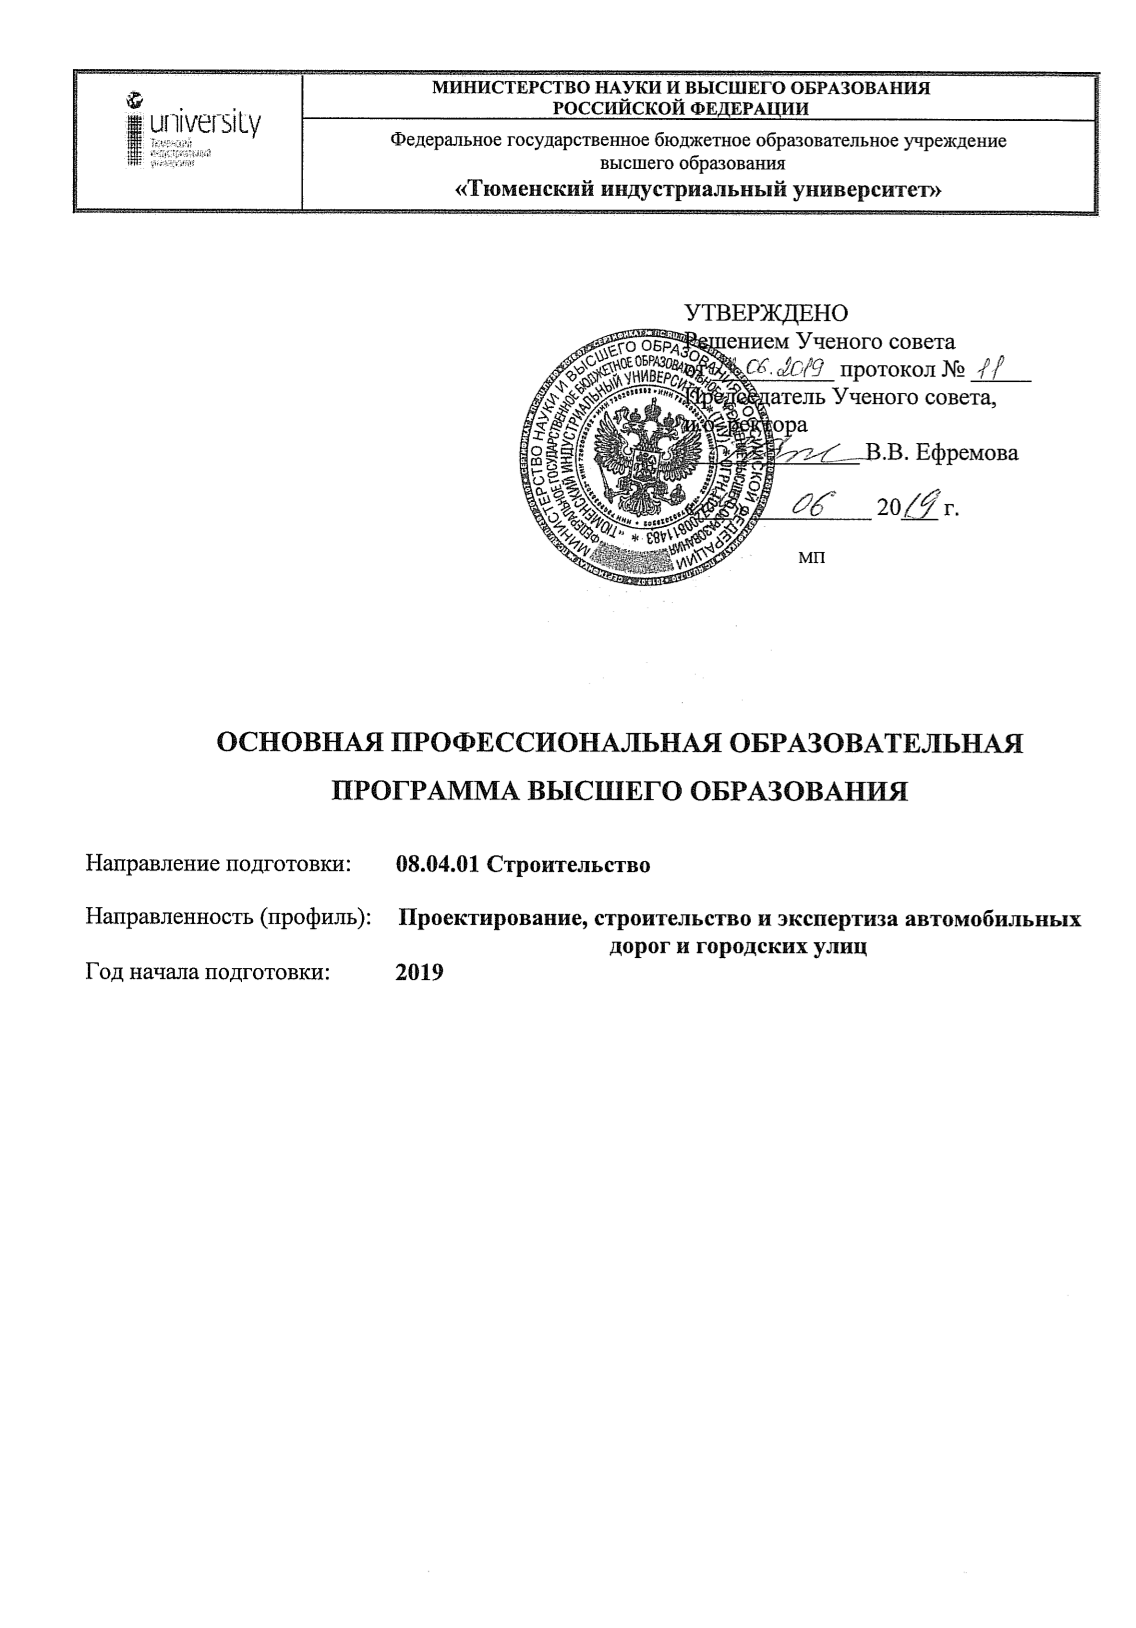 МИНИСТЕРСТВО НАУКИ И ВЫСШЕГО ОБРАЗОВАНИЯ
РОССИЙСКОЙ ФЕДЕРАЦИИ
university
Тюменский
индустриальный
университет
Федеральное государственное бюджетное образовательное учреждение
высшего образования
«Тюменский индустриальный университет»
УТВЕРЖДЕНО
Решением Ученого совета
от 06.2019 протокол № 11
Председатель Ученого совета,
и.о. ректора
В.В. Ефремова
06 2019 г.
МП
МИНИСТЕРСТВО НАУКИ И ВЫСШЕГО ОБРАЗОВАНИЯ РОССИЙСКОЙ ФЕДЕРАЦИИ
ФЕДЕРАЛЬНОЕ ГОСУДАРСТВЕННОЕ БЮДЖЕТНОЕ ОБРАЗОВАТЕЛЬНОЕ УЧРЕЖДЕНИЕ ВЫСШЕГО ОБРАЗОВАНИЯ
"ТЮМЕНСКИЙ ИНДУСТРИАЛЬНЫЙ УНИВЕРСИТЕТ" * (ТИУ) * ОГРН 1027200811483 *
ОСНОВНАЯ ПРОФЕССИОНАЛЬНАЯ ОБРАЗОВАТЕЛЬНАЯ
ПРОГРАММА ВЫСШЕГО ОБРАЗОВАНИЯ
Направление подготовки: 08.04.01 Строительство
Направленность (профиль): Проектирование, строительство и экспертиза автомобильных
дорог и городских улиц
Год начала подготовки: 2019